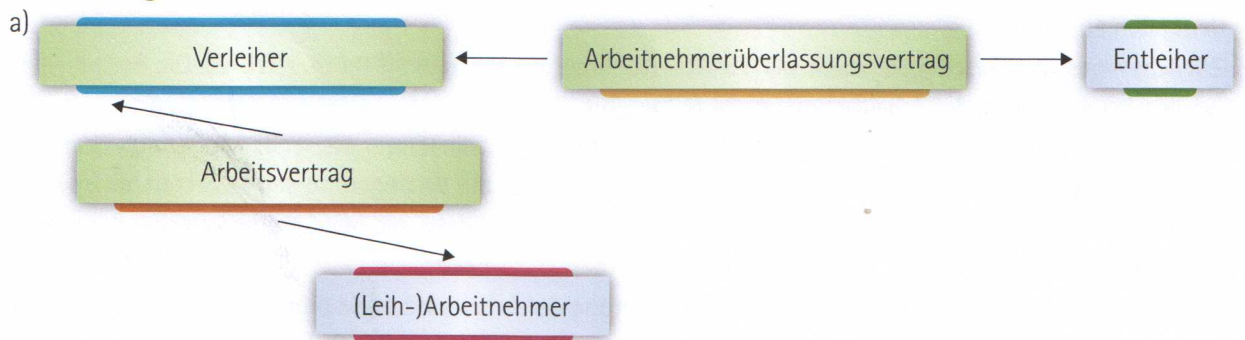 a)
Verleiher
Arbeitnehmerüberlassungsvertrag
Entleiher
Arbeitsvertrag
(Leih-)Arbeitnehmer